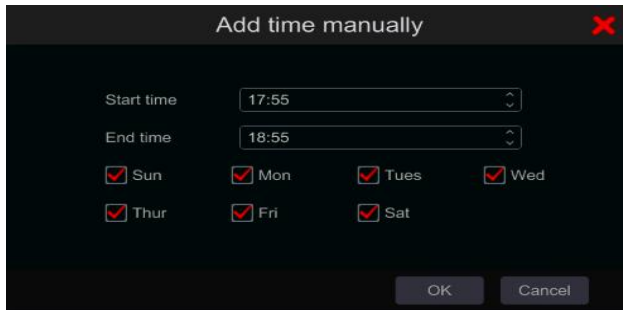 Add time manually
Start time 17:55
End time 18:55
Sun Mon Tues Wed
Thur Fri Sat
OK Cancel